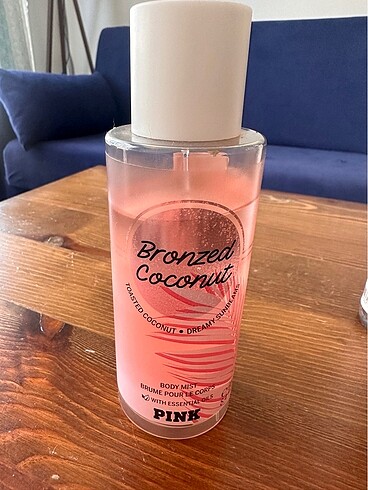 Bronzed
Coconut
TOASTED COCONUT • DREAMY SUNBEAMS
BODY MIST
BRUME POUR LE CORPS
WITH ESSENTIAL OILS
PINK